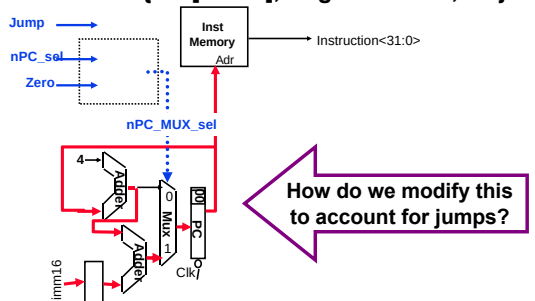 Jump
nPC_sel
Zero
Inst
Memory
Adr
Instruction<31:0>
nPC_MUX_sel
4
Adder
0
Mux
1
00
PC
Adder
Clk
imm16
How do we modify this
to account for jumps?